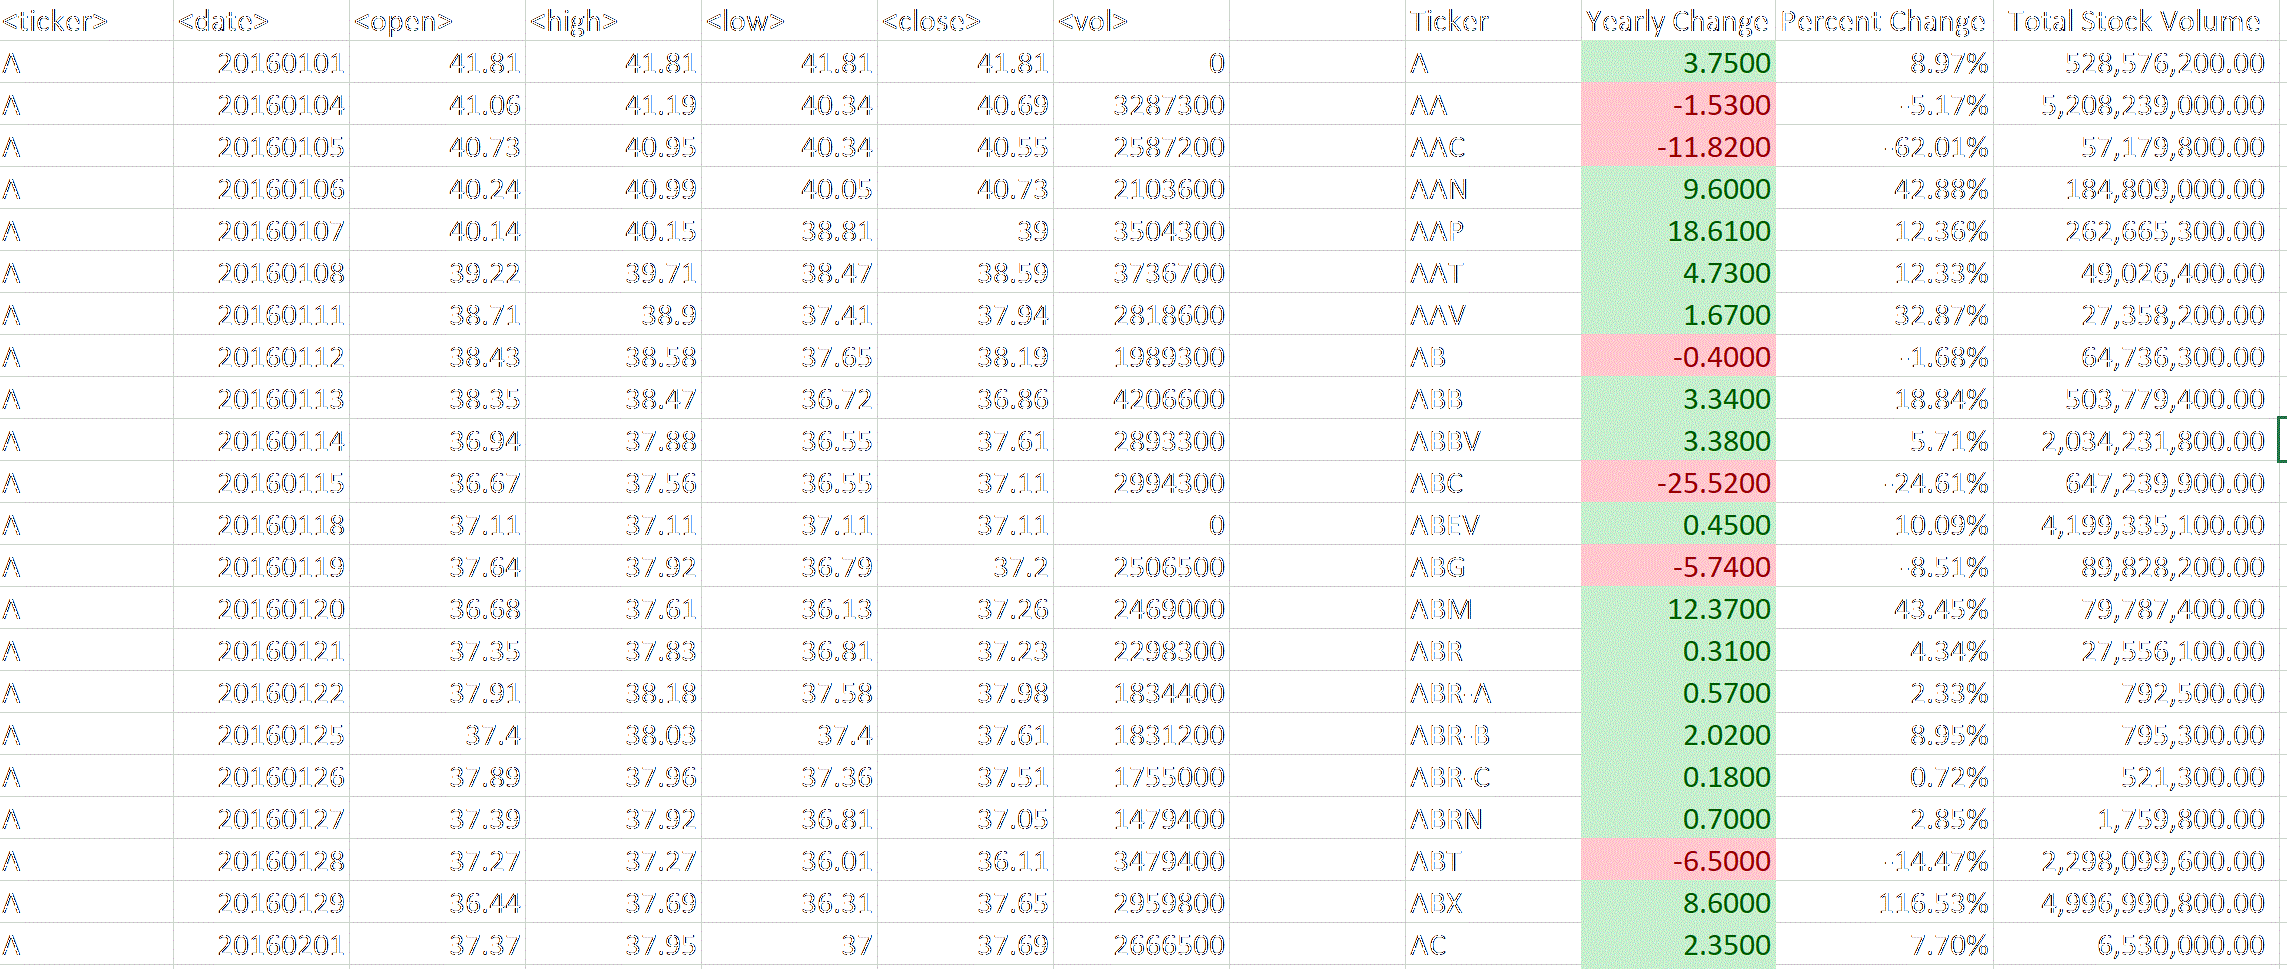 <ticker> <date> <open> <high> <low> <close> <vol> Ticker Yearly Change Percent Change Total Stock Volume
A 20160101 41.81 41.81 41.81 41.81 0 A 3.7500 8.97% 528,576,200.00
A 20160104 41.06 41.19 40.34 40.69 3287300 AA -1.5300 -5.17% 5,208,239,000.00
A 20160105 40.73 40.95 40.34 40.55 2587200 AAC -11.8200 -62.01% 57,179,800.00
A 20160106 40.24 40.99 40.05 40.73 2103600 AAN 9.6000 42.88% 184,809,000.00
A 20160107 40.14 40.15 38.81 39 3504300 AAP 18.6100 12.36% 262,665,300.00
A 20160108 39.22 39.71 38.47 38.59 3736700 AAT 4.7300 12.33% 49,026,400.00
A 20160111 38.71 38.9 37.41 37.94 2818600 AAV 1.6700 32.87% 27,358,200.00
A 20160112 38.43 38.58 37.65 38.19 1989300 AB -0.4000 -1.68% 64,736,300.00
A 20160113 38.35 38.47 36.72 36.86 4206600 ABB 3.3400 18.84% 503,779,400.00
A 20160114 36.94 37.88 36.55 37.61 2893300 ABBV 3.3800 5.71% 2,034,231,800.00
A 20160115 36.67 37.56 36.55 37.11 2994300 ABC -25.5200 -24.61% 647,239,900.00
A 20160118 37.11 37.11 37.11 37.11 0 ABEV 0.4500 10.09% 4,199,335,100.00
A 20160119 37.64 37.92 36.79 37.2 2506500 ABG -5.7400 -8.51% 89,828,200.00
A 20160120 36.68 37.61 36.13 37.26 2469000 ABM 12.3700 43.45% 79,787,400.00
A 20160121 37.35 37.83 36.81 37.23 2298300 ABR 0.3100 4.34% 27,556,100.00
A 20160122 37.91 38.18 37.58 37.98 1834400 ABR-A 0.5700 2.33% 792,500.00
A 20160125 37.4 38.03 37.4 37.61 1831200 ABR-B 2.0200 8.95% 795,300.00
A 20160126 37.89 37.96 37.36 37.51 1755000 ABR-C 0.1800 0.72% 521,300.00
A 20160127 37.39 37.92 36.81 37.05 1479400 ABRN 0.7000 2.85% 1,759,800.00
A 20160128 37.27 37.27 36.01 36.11 3479400 ABT -6.5000 -14.47% 2,298,099,600.00
A 20160129 36.44 37.69 36.31 37.65 2959800 ABX 8.6000 116.53% 4,996,990,800.00
A 20160201 37.37 37.95 37 37.69 2666500 AC 2.3500 7.70% 6,530,000.00